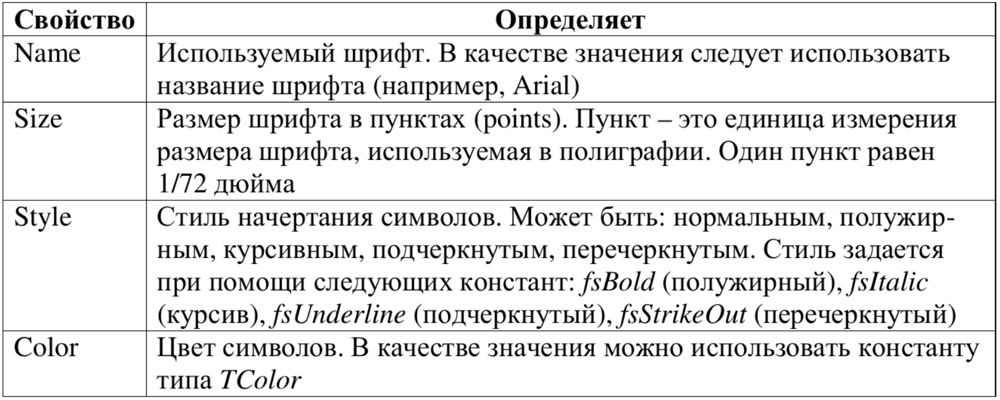 Свойство Определяет
Name Используемый шрифт. В качестве значения следует использовать
название шрифта (например, Arial)
Size Размер шрифта в пунктах (points). Пункт – это единица измерения
размера шрифта, используемая в полиграфии. Один пункт равен
1/72 дюйма
Style Стиль начертания символов. Может быть: нормальным, полужир-
ным, курсивным, подчеркнутым, перечеркнутым. Стиль задается
при помощи следующих констант: fsBold (полужирный), fsItalic
(курсив), fsUnderline (подчеркнутый), fsStrikeOut (перечеркнутый)
Color Цвет символов. В качестве значения можно использовать константу
типа TColor